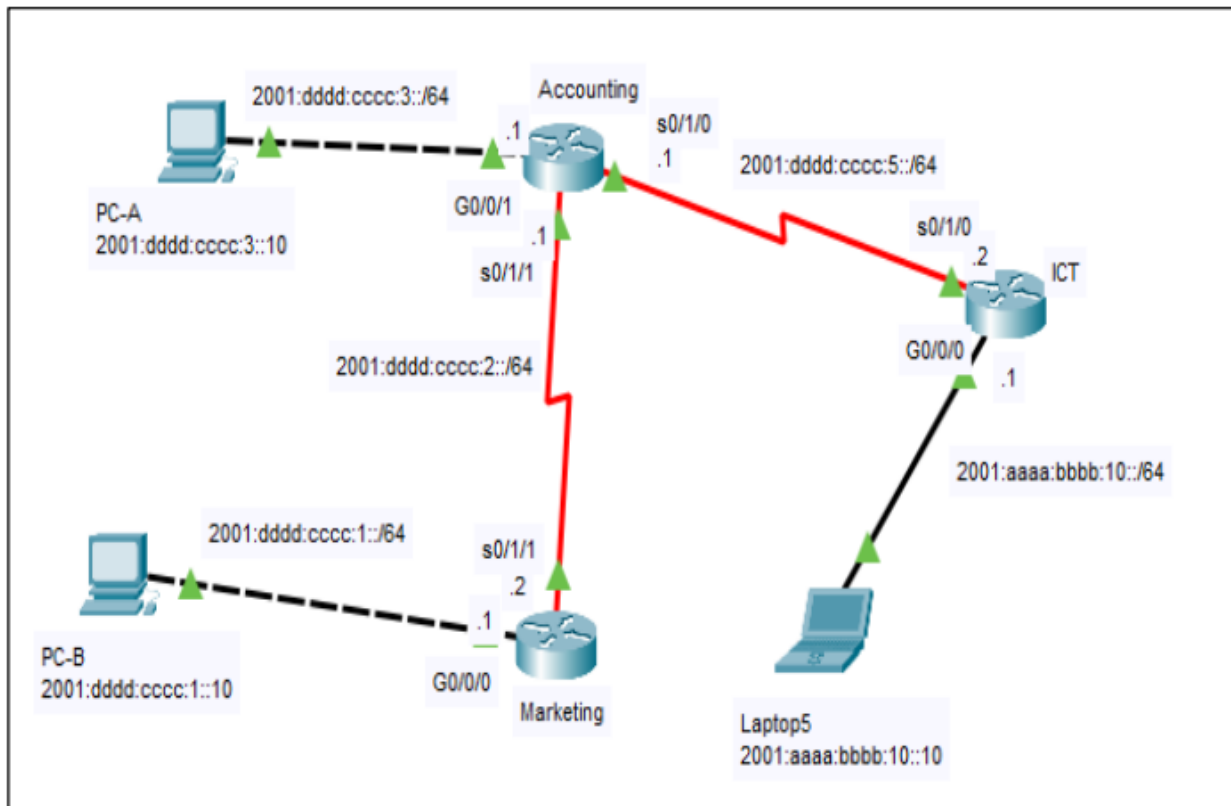 2001:dddd:cccc:3::/64
Accounting
.1
s0/1/0
.1
2001:dddd:cccc:5::/64
PC-A
2001:dddd:cccc:3::10
G0/0/1
.1
s0/1/1
s0/1/0
.2
ICT
G0/0/0
.1
2001:dddd:cccc:2::/64
2001:aaaa:bbbb:10::/64
2001:dddd:cccc:1::/64
s0/1/1
.2
.1
PC-B
2001:dddd:cccc:1::10
G0/0/0
Marketing
Laptop5
2001:aaaa:bbbb:10::10